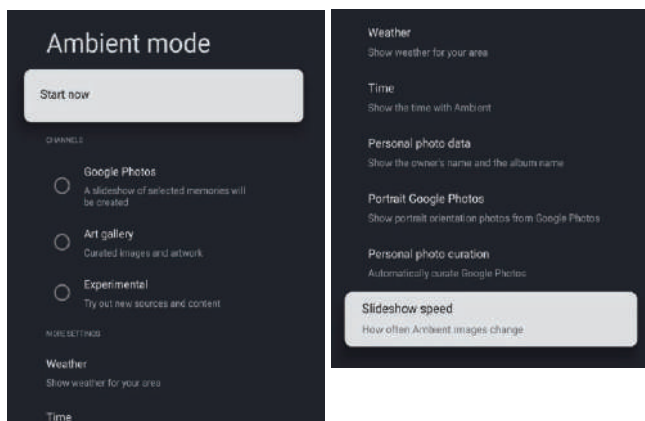 Ambient mode
Start now
CHANNELS
Google Photos
A slideshow of selected memories will
be created
Art gallery
Curated images and artwork
Experimental
Try out new sources and content
MORE SETTINGS
Weather
Show weather for your area
Time
Weather
Show weather for your area
Time
Show the time with Ambient
Personal photo data
Show the owner's name and the album name
Portrait Google Photos
Show portrait orientation photos from Google Photos
Personal photo curation
Automatically curate Google Photos
Slideshow speed
How often Ambient images change